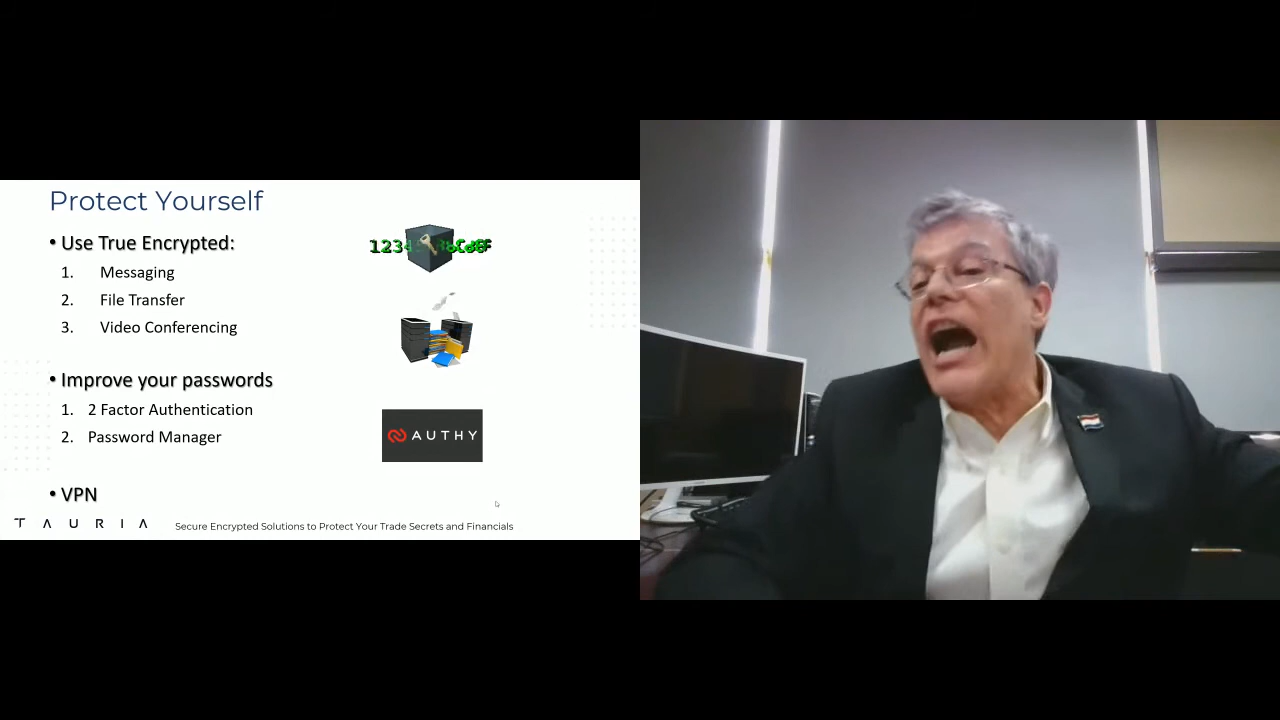 Protect Yourself
• Use True Encrypted:
1. Messaging
2. File Transfer
3. Video Conferencing
• Improve your passwords
1. 2 Factor Authentication
2. Password Manager
AUTHY
• VPN
TAURIA
Secure Encrypted Solutions to Protect Your Trade Secrets and Financials